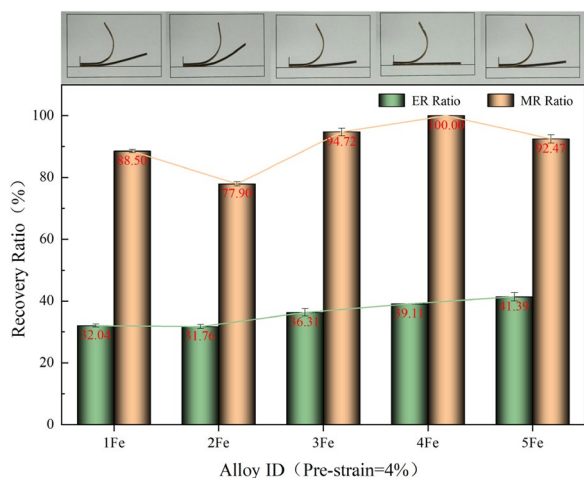 ER Ratio
MR Ratio
100
80
60
40
20
0
Recovery Ratio (%)
88.50
77.90
94.72
100.00
92.47
32.04
31.76
36.31
39.11
41.39
1Fe
2Fe
3Fe
4Fe
5Fe
Alloy ID (Pre-strain=4%)